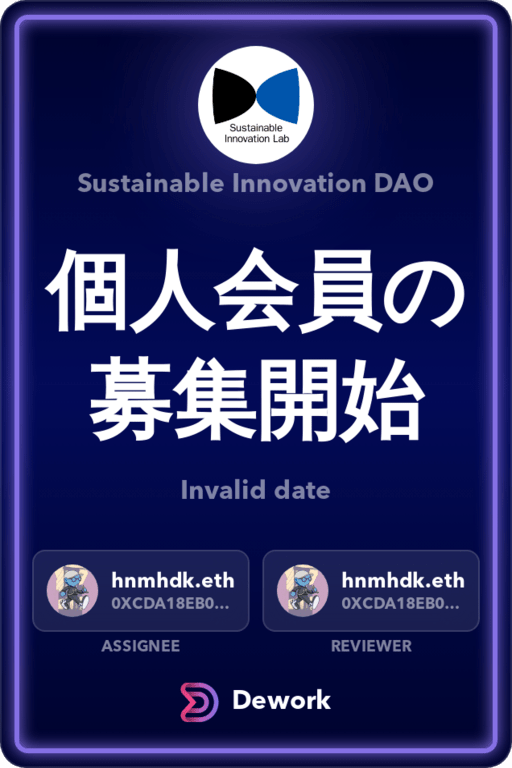 Sustainable
Innovation Lab
Sustainable Innovation DAO
個人会員の
募集開始
Invalid date
hnmhdk.eth
0XCDA18EB0...
hnmhdk.eth
0XCDA18EB0...
ASSIGNEE
REVIEWER
Dework